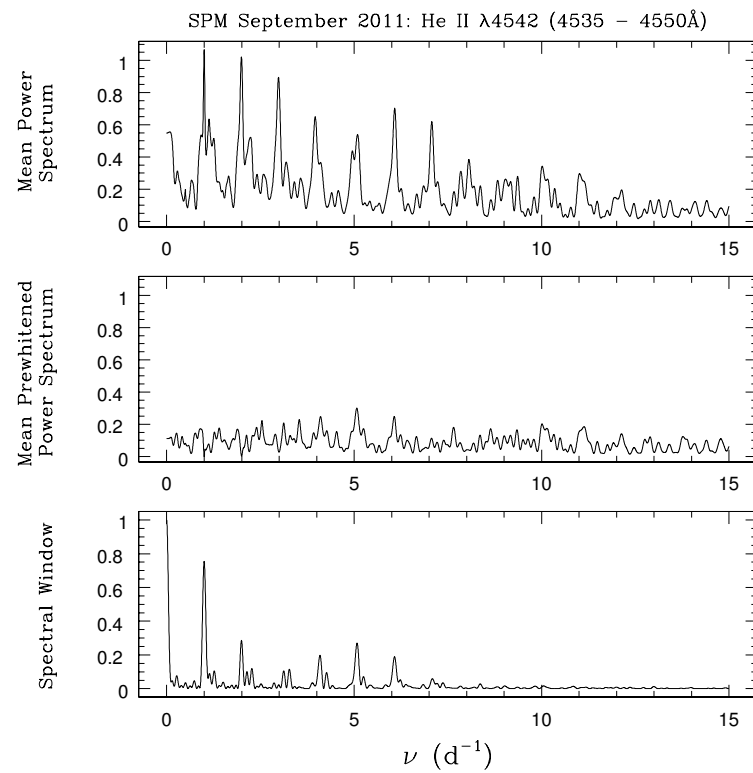 SPM September 2011: He II λ4542 (4535 – 4550Å)
Mean Power
Spectrum
1
0.8
0.6
0.4
0.2
0
0 5 10 15
Mean Prewhitened
Power Spectrum
1
0.8
0.6
0.4
0.2
0
0 5 10 15
Spectral Window
1
0.8
0.6
0.4
0.2
0
0 5 10 15
ν (d⁻¹)